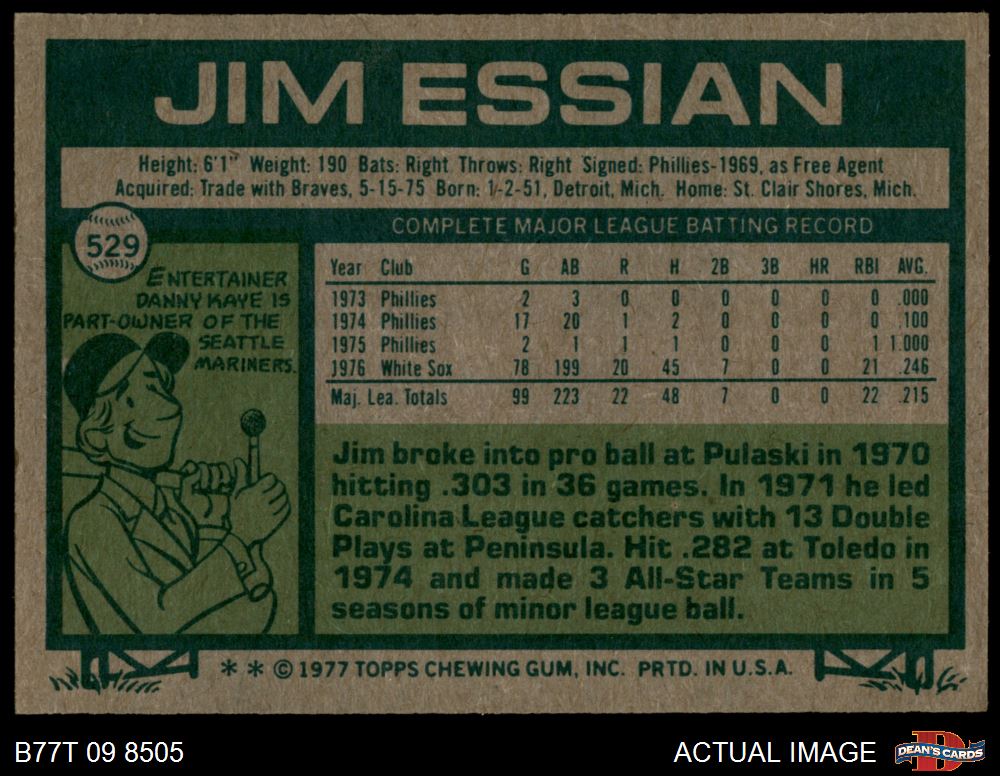 JIM ESSIAN
Height: 6'1" Weight: 190 Bats: Right Throws: Right Signed: Phillies-1969, as Free Agent
Acquired: Trade with Braves, 5-15-75 Born: 1-2-51, Detroit, Mich. Home: St. Clair Shores, Mich.
529
ENTERTAINER
DANNY KAYE IS
PART-OWNER OF THE
SEATTLE
MARINERS.
COMPLETE MAJOR LEAGUE BATTING RECORD
Year Club G AB R H 2B 3B HR RBI AVG.
1973 Phillies 2 3 0 0 0 0 0 0 .000
1974 Phillies 17 20 1 2 0 0 0 0 .100
1975 Phillies 2 1 1 1 0 0 0 1 1.000
1976 White Sox 78 199 20 45 7 0 0 21 .246
Maj. Lea. Totals 99 223 22 48 7 0 0 22 .215
Jim broke into pro ball at Pulaski in 1970
hitting .303 in 36 games. In 1971 he led
Carolina League catchers with 13 Double
Plays at Peninsula. Hit .282 at Toledo in
1974 and made 3 All-Star Teams in 5
seasons of minor league ball.
* * © 1977 TOPPS CHEWING GUM, INC. PRTD. IN U.S.A.
B77T 09 8505
ACTUAL IMAGE
D
DEAN'S CARDS